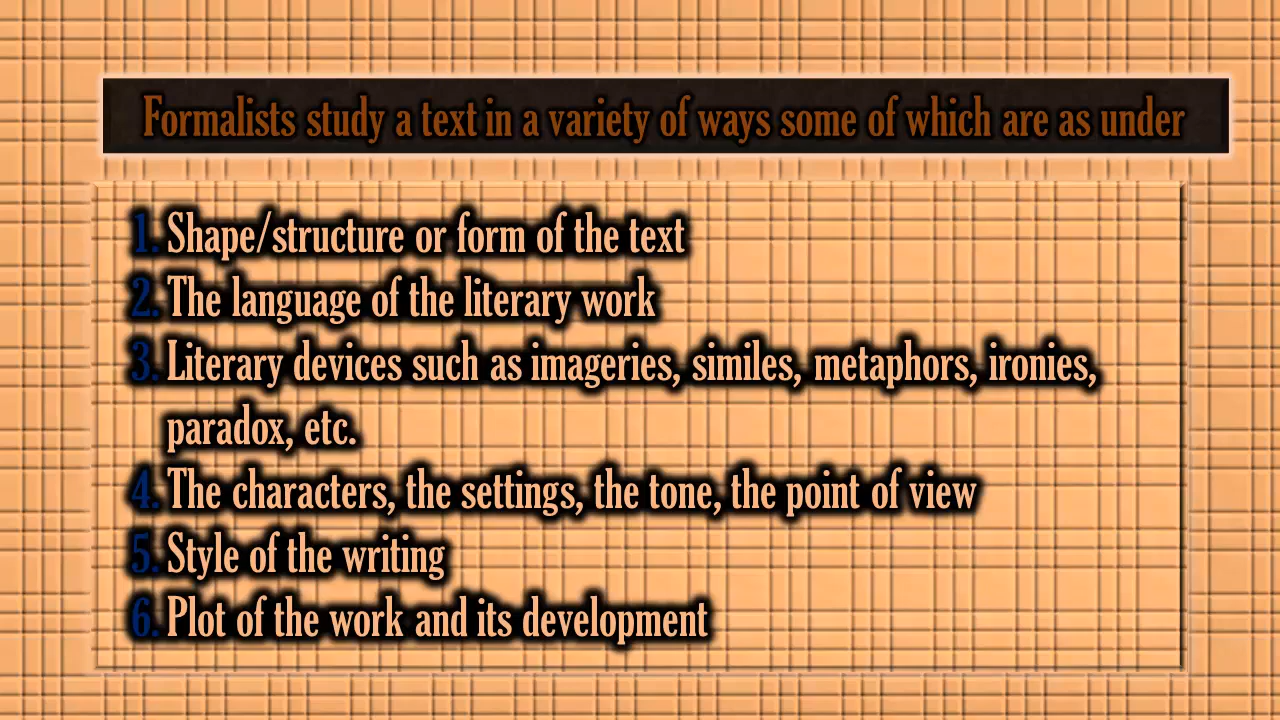 Formalists study a text in a variety of ways some of which are as under
1. Shape/structure or form of the text
2. The language of the literary work
3. Literary devices such as imageries, similes, metaphors, ironies,
paradox, etc.
4. The characters, the settings, the tone, the point of view
5. Style of the writing
6. Plot of the work and its development